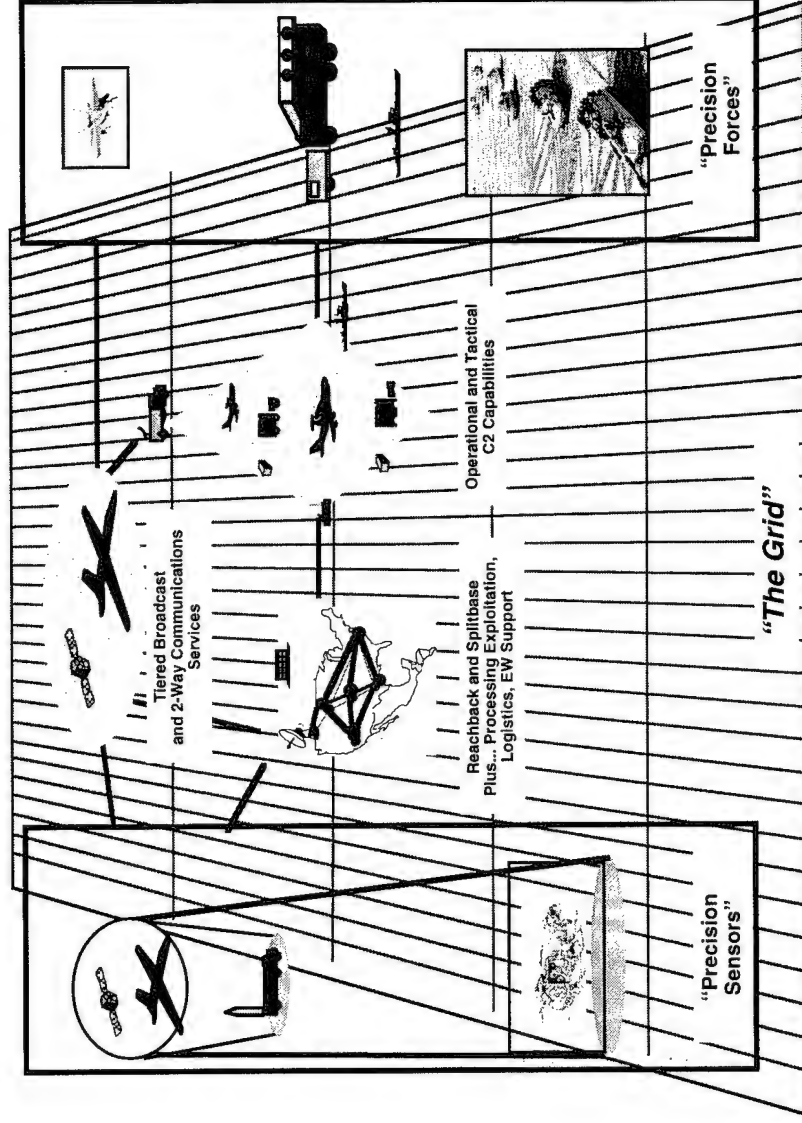 Tiered Broadcast
and 2-Way Communications
Services
Reachback and Splitbase
Plus... Processing Exploitation,
Logistics, EW Support
Operational and Tactical
C2 Capabilities
"Precision
Sensors"
"Precision
Forces"
"The Grid"